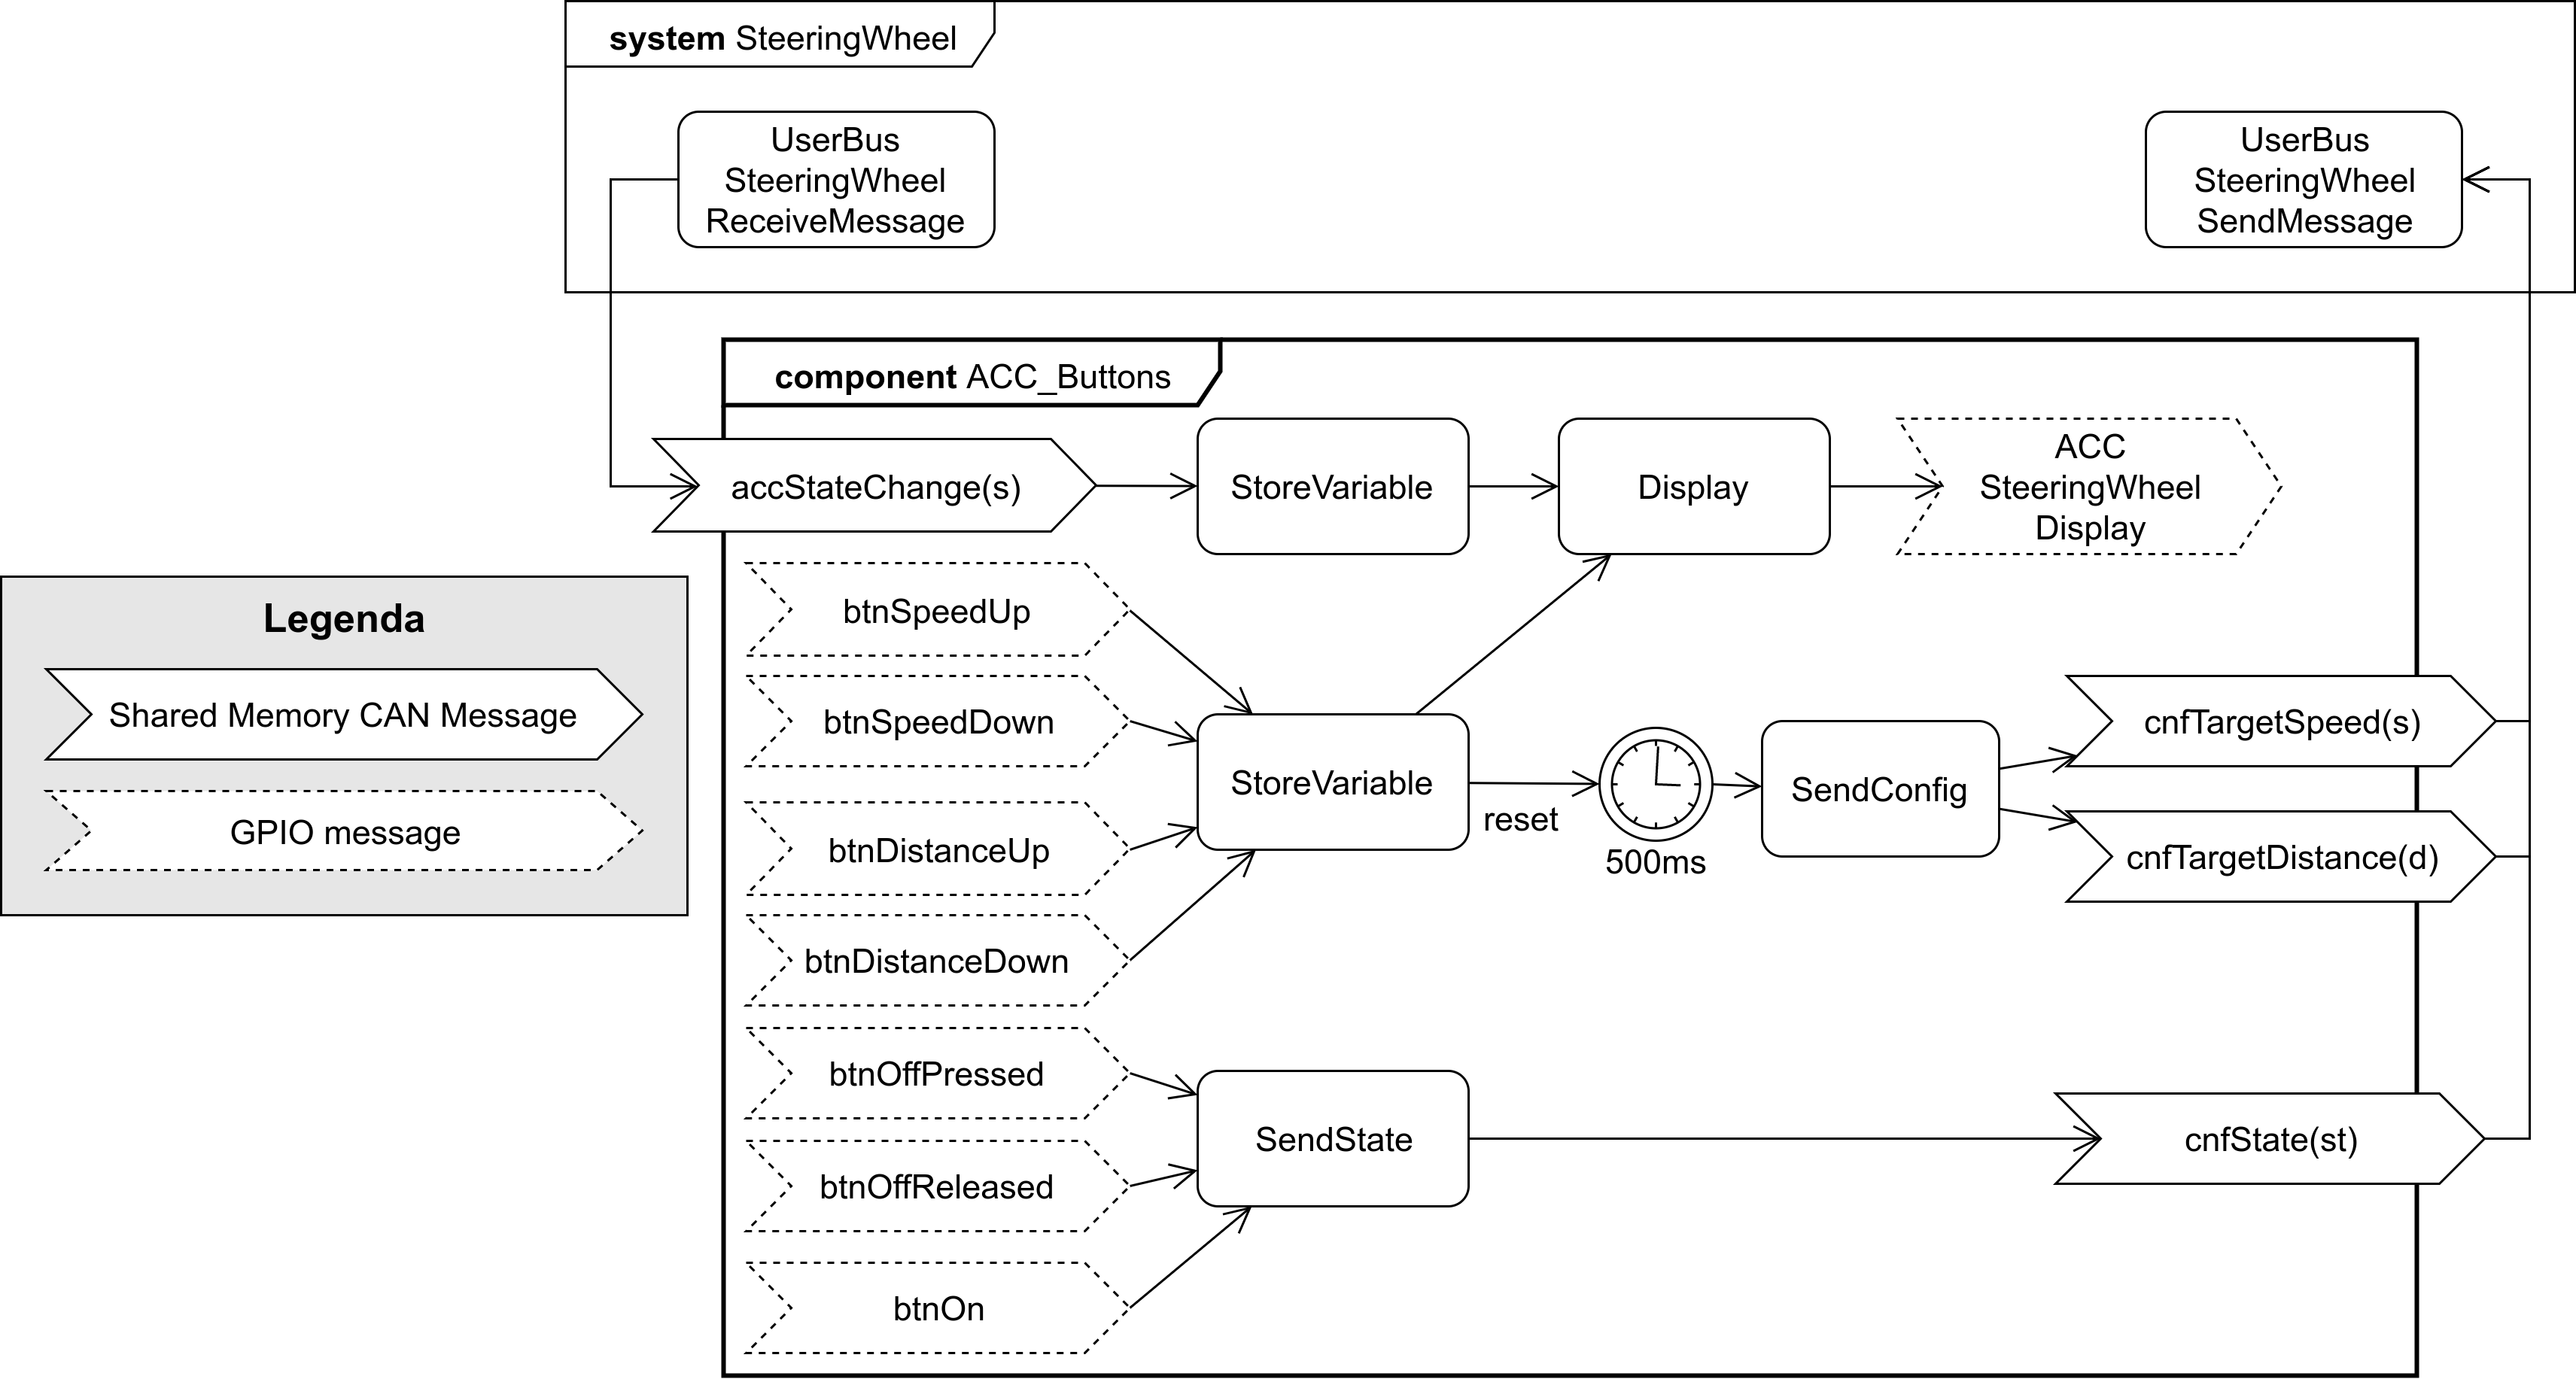 system SteeringWheel
UserBus
SteeringWheel
ReceiveMessage
UserBus
SteeringWheel
SendMessage
component ACC_Buttons
accStateChange(s)
StoreVariable
Display
ACC
SteeringWheel
Display
Legenda
Shared Memory CAN Message
GPIO message
btnSpeedUp
btnSpeedDown
btnDistanceUp
btnDistanceDown
StoreVariable
reset
500ms
SendConfig
cnfTargetSpeed(s)
cnfTargetDistance(d)
btnOffPressed
btnOffReleased
btnOn
SendState
cnfState(st)